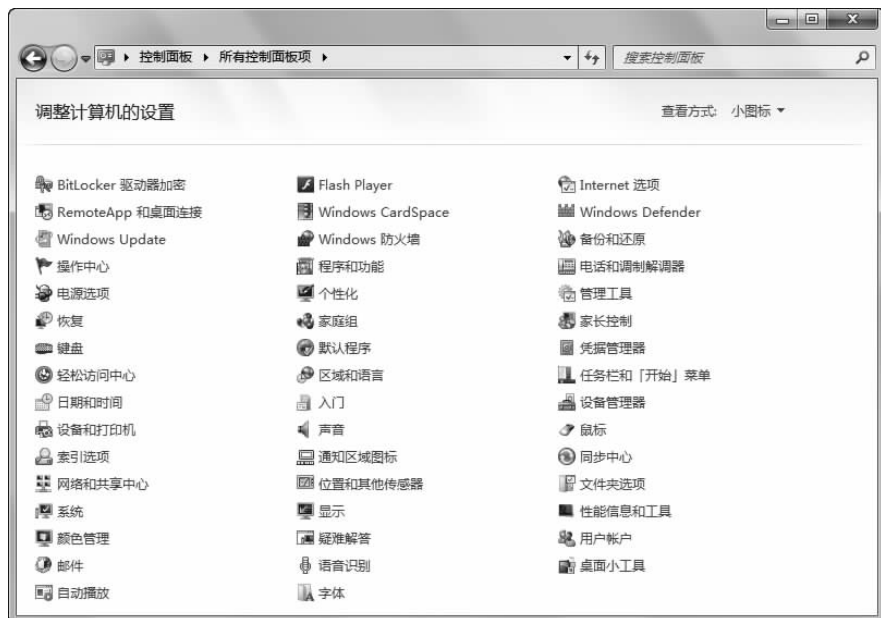 控制面板 所有控制面板项 搜索控制面板
调整计算机的设置 查看方式: 小图标
BitLocker 驱动器加密 Flash Player Internet 选项
RemoteApp 和桌面连接 Windows CardSpace Windows Defender
Windows Update Windows 防火墙 备份和还原
操作中心 程序和功能 电话和调制解调器
电源选项 个性化 管理工具
恢复 家庭组 家长控制
键盘 默认程序 凭据管理器
轻松访问中心 区域和语言 任务栏和「开始」菜单
日期和时间 入门 设备管理器
设备和打印机 声音 鼠标
索引选项 通知区域图标 同步中心
网络和共享中心 位置和其他传感器 文件夹选项
系统 显示 性能信息和工具
颜色管理 疑难解答 用户帐户
邮件 语音识别 桌面小工具
自动播放 字体